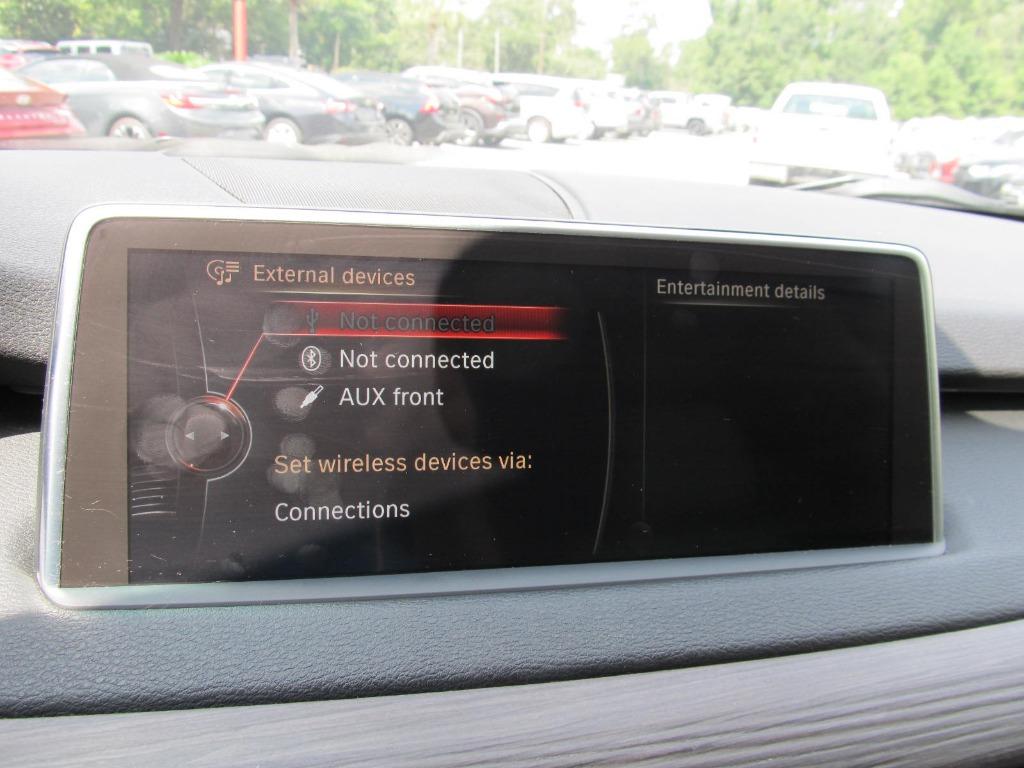 External devices
Entertainment details
Not connected
Not connected
AUX front
Set wireless devices via:
Connections